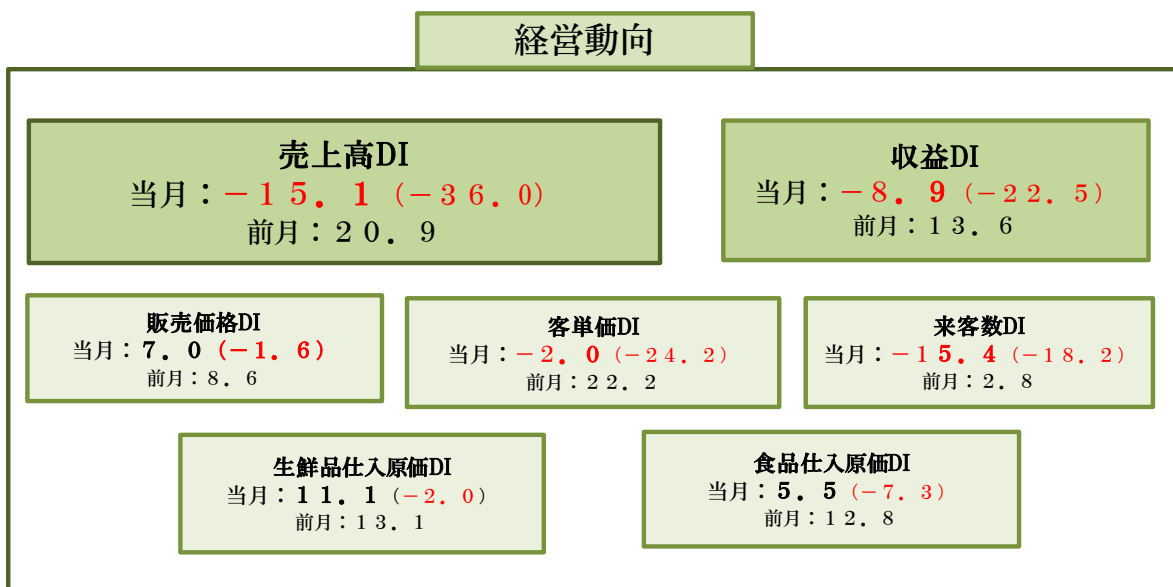 経営動向
売上高DI
当月：－１５．１（－３６．０）
前月：２０．９
収益DI
当月：－８．９（－２２．５）
前月：１３．６
販売価格DI
当月：７．０（－１．６）
前月：８．６
客単価DI
当月：－２．０（－２４．２）
前月：２２．２
来客数DI
当月：－１５．４（－１８．２）
前月：２．８
生鮮品仕入原価DI
当月：１１．１（－２．０）
前月：１３．１
食品仕入原価DI
当月：５．５（－７．３）
前月：１２．８